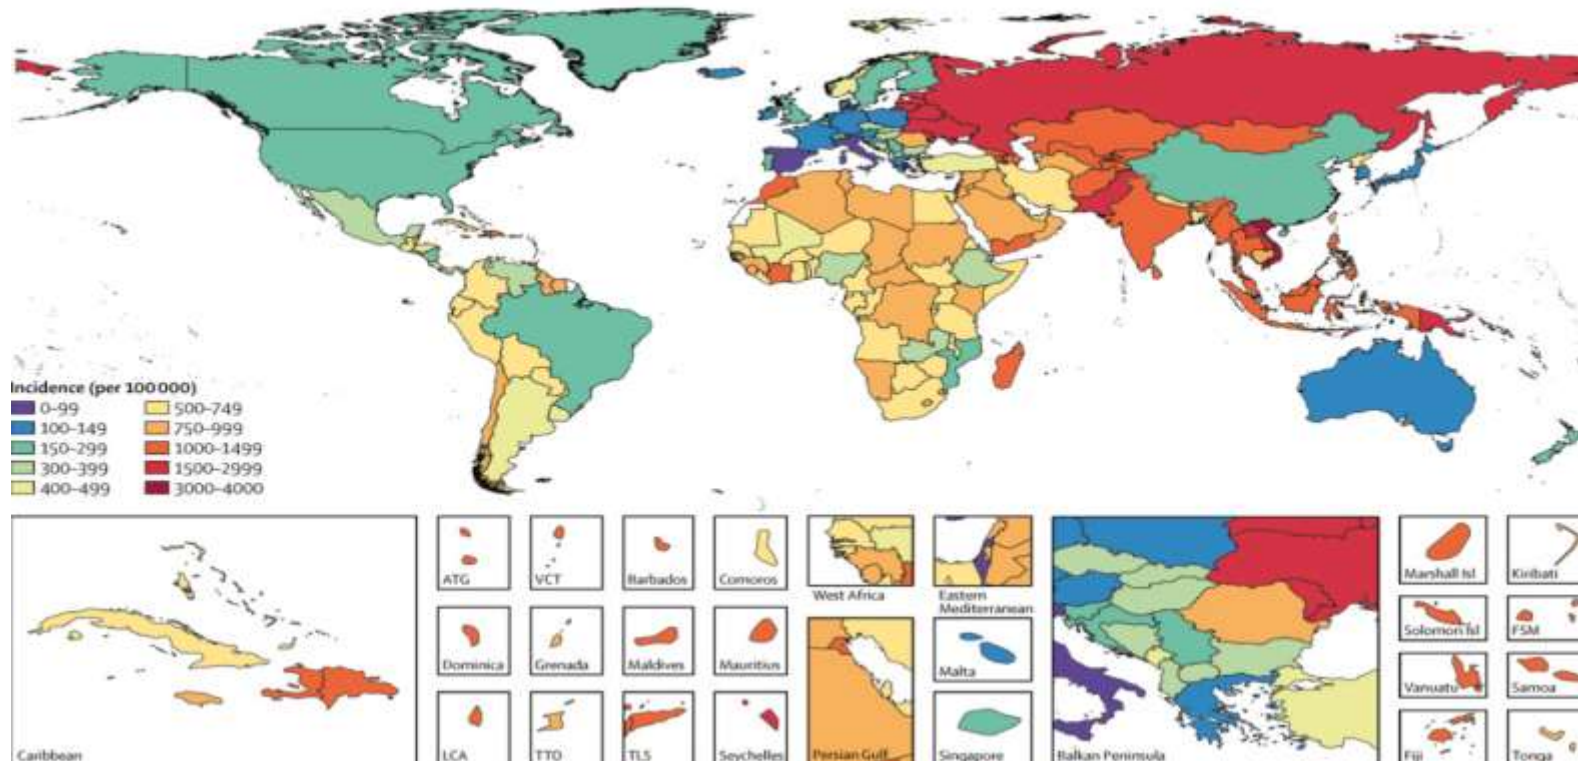 Incidence (per 100 000)
0–99
100–149
150–299
300–399
400–499
500–749
750–999
1000–1499
1500–2999
3000–4000
Caribbean
ATG
VCT
Barbados
Comoros
Dominica
Grenada
Maldives
Mauritius
LCA
TTO
TLS
Seychelles
West Africa
Eastern
Mediterranean
Persian Gulf
Malta
Singapore
Balkan Peninsula
Marshall Isl
Kiribati
Solomon Isl
FSM
Vanuatu
Samoa
Fiji
Tonga